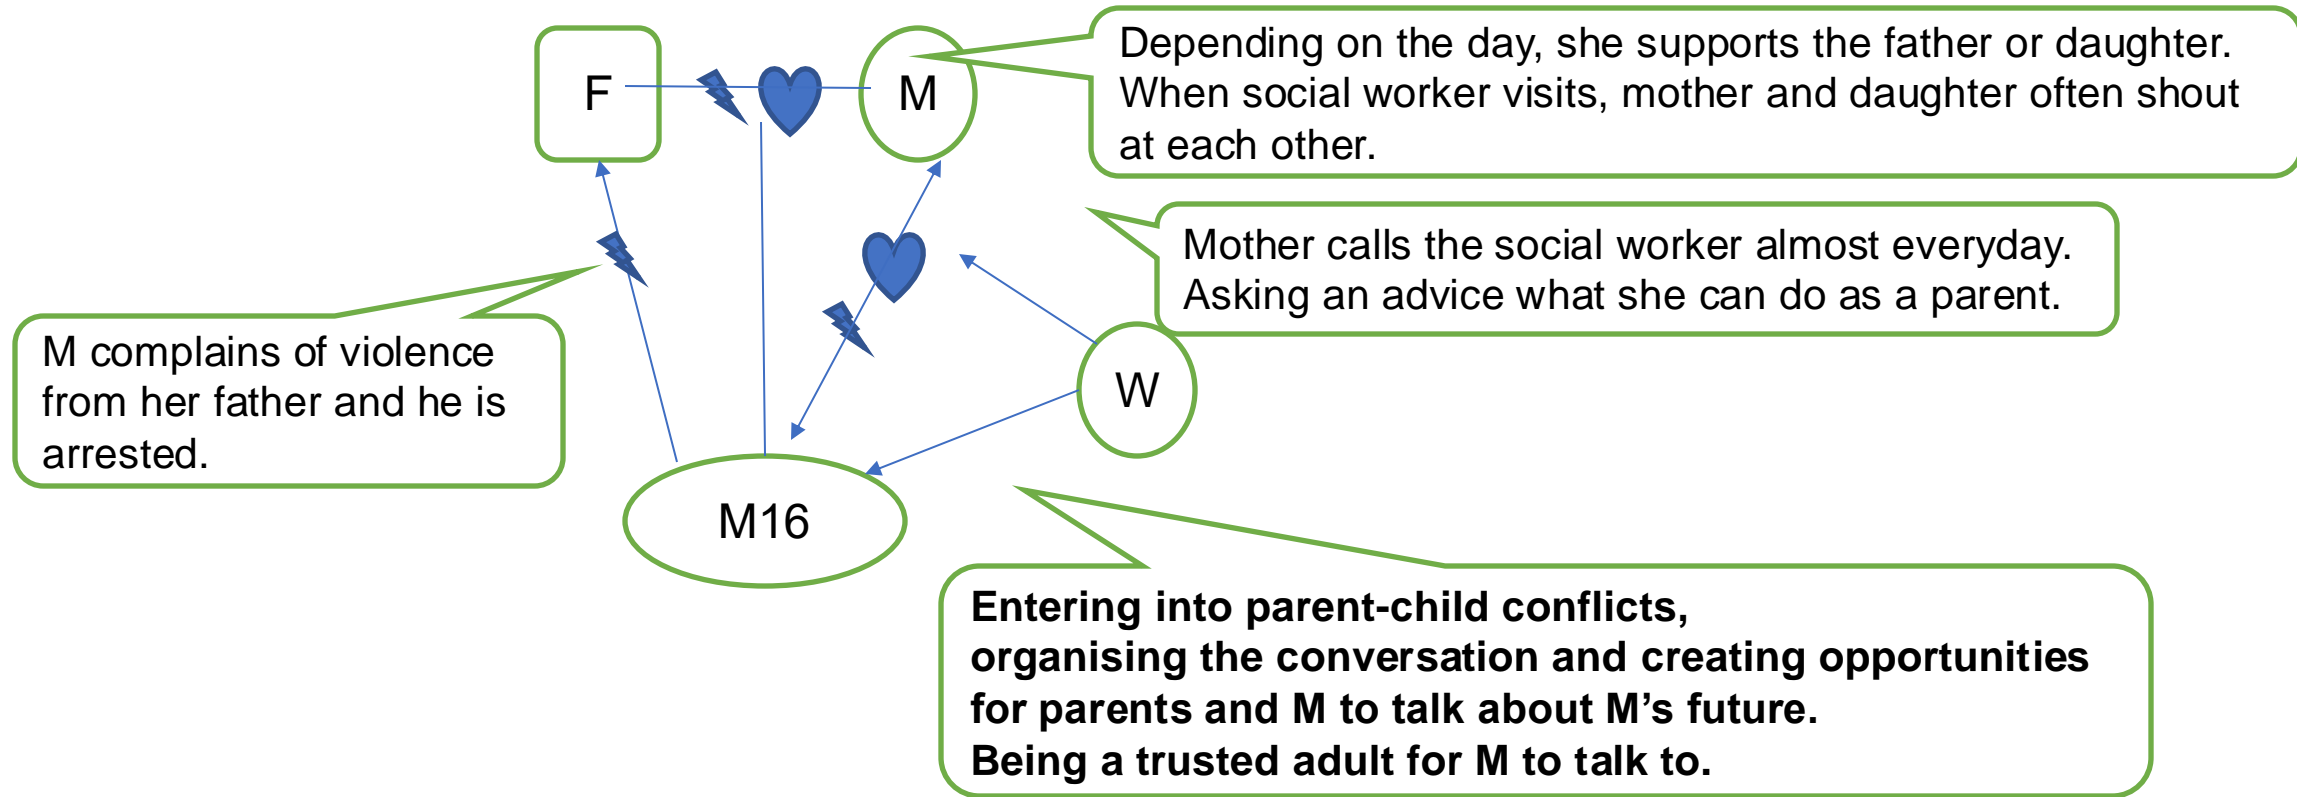 F
M
Depending on the day, she supports the father or daughter.
When social worker visits, mother and daughter often shout
at each other.
Mother calls the social worker almost everyday.
Asking an advice what she can do as a parent.
M complains of violence
from her father and he is
arrested.
W
M16
Entering into parent-child conflicts,
organising the conversation and creating opportunities
for parents and M to talk about M’s future.
Being a trusted adult for M to talk to.